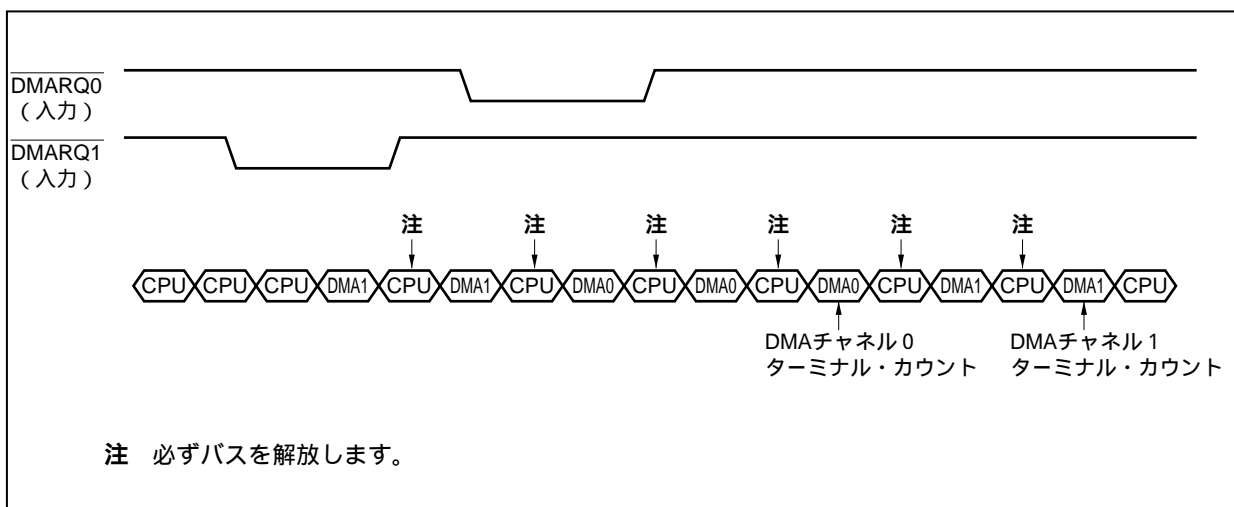 DMARQ0
（入力）
DMARQ1
（入力）
注 注 注 注 注 注
CPU CPU CPU DMA1 CPU DMA1 CPU DMA0 CPU DMA0 CPU DMA0 CPU DMA1 CPU DMA1 CPU
DMAチャネル0
ターミナル・カウント
DMAチャネル1
ターミナル・カウント
注 必ずバスを解放します。